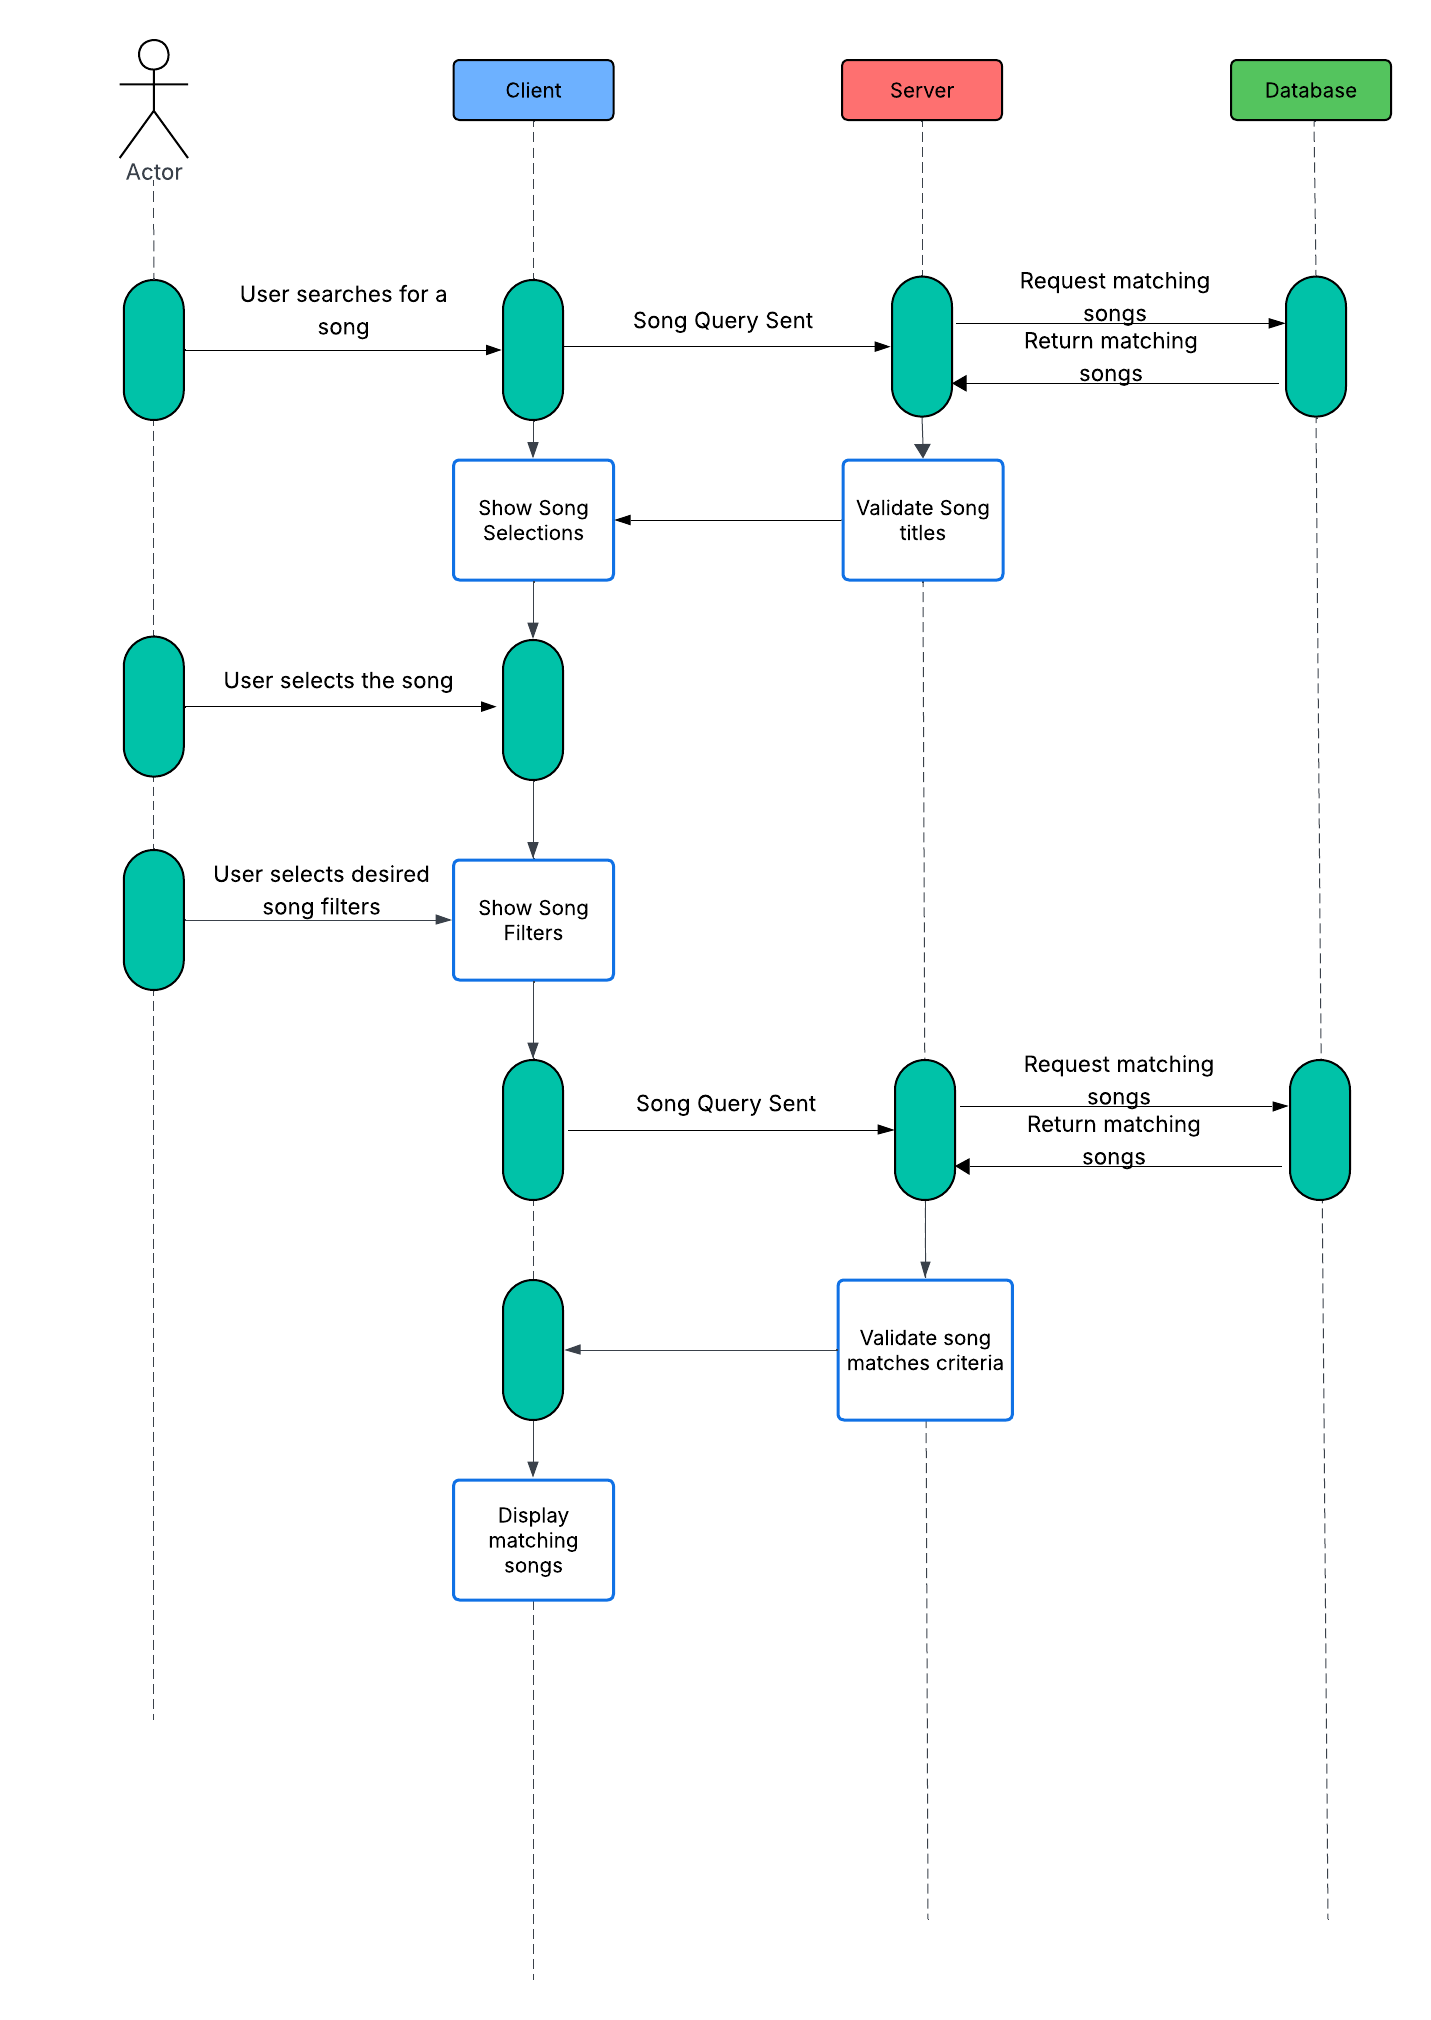 Actor
Client
Server
Database
User searches for a
song
Song Query Sent
Request matching
songs
Return matching
songs
Show Song
Selections
Validate Song
titles
User selects the song
User selects desired
song filters
Show Song
Filters
Song Query Sent
Request matching
songs
Return matching
songs
Validate song
matches criteria
Display
matching
songs